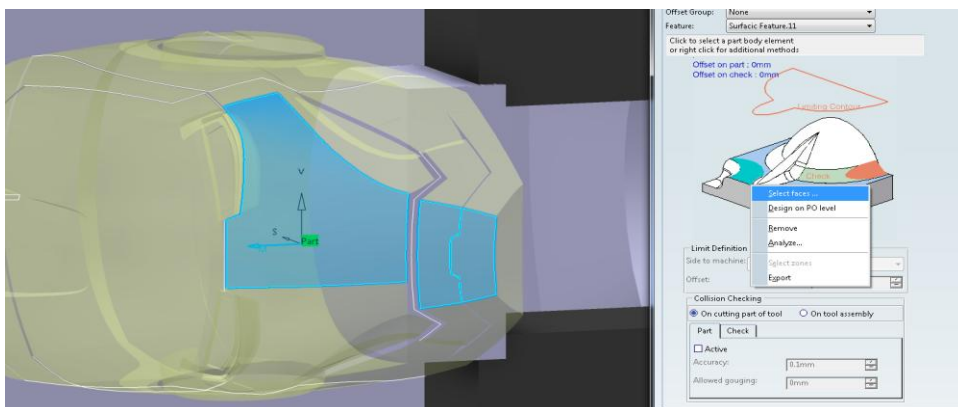 V
S
Part
Offset Group: None
Feature: Surfacic Feature.11
Click to select a part body element
or right click for additional methods
Offset on part : 0mm
Offset on check : 0mm
Limiting Contour
Check
Select faces ...
Design on PO level
Remove
Analyze...
Select zones
Export
Limit Definition
Side to machine:
Offset:
Collision Checking
On cutting part of tool On tool assembly
Part Check
Active
Accuracy: 0.1mm
Allowed gouging: 0mm